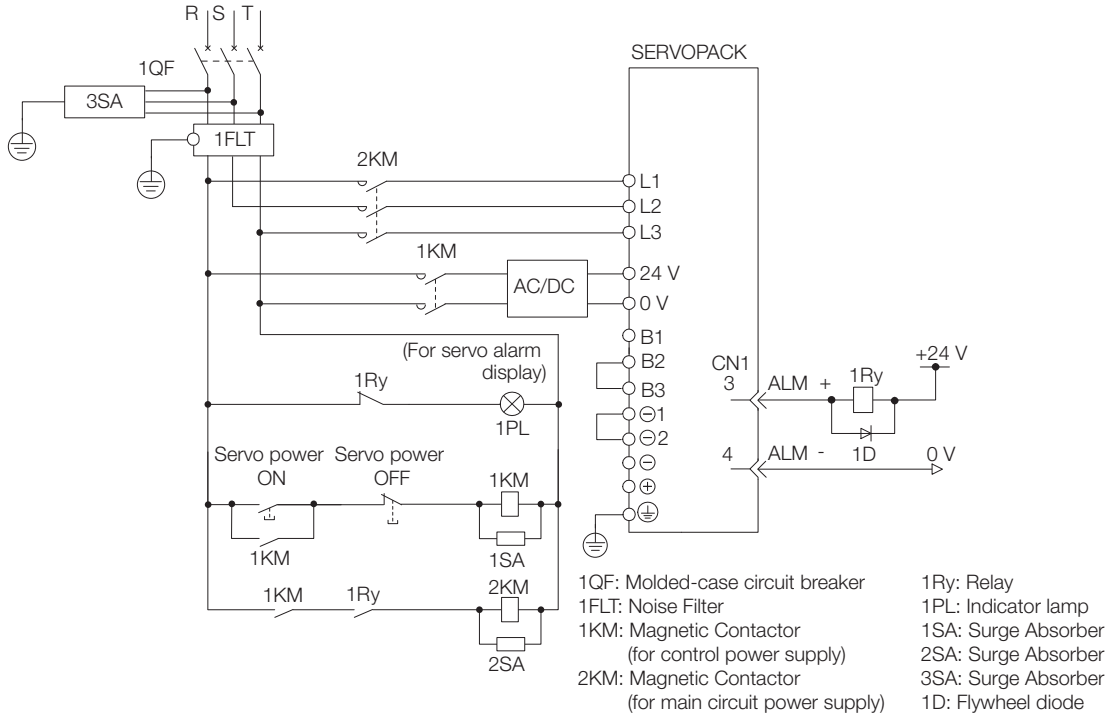 R S T
SERVOPACK
1QF
3SA
1FLT
2KM
L1
L2
L3
1KM
24 V
AC/DC
0 V
B1
(For servo alarm
display)
B2
+24 V
CN1
1Ry
B3
3 ALM + 1Ry
⊖1
1PL
⊖2
Servo power
ON
Servo power
OFF
4 ALM - 1D 0 V
⊖
1KM
⊕
1KM
1SA
1KM 1Ry 2KM
2SA
1QF: Molded-case circuit breaker
1FLT: Noise Filter
1KM: Magnetic Contactor
(for control power supply)
2KM: Magnetic Contactor
(for main circuit power supply)
1Ry: Relay
1PL: Indicator lamp
1SA: Surge Absorber
2SA: Surge Absorber
3SA: Surge Absorber
1D: Flywheel diode